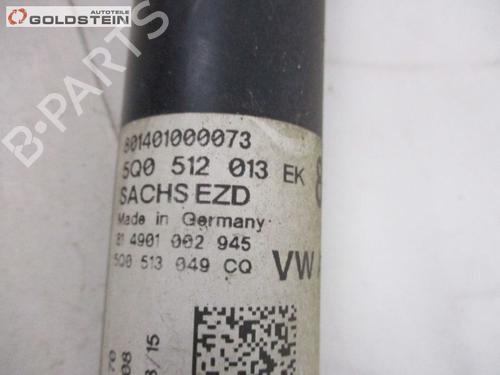 AUTOTEILE
GOLDSTEIN
B-PARTS
801401000073
5Q0 512 013 EK
SACHS EZD
Made in Germany
81 4901 002 945
5Q0 513 049 CQ
VW
/15